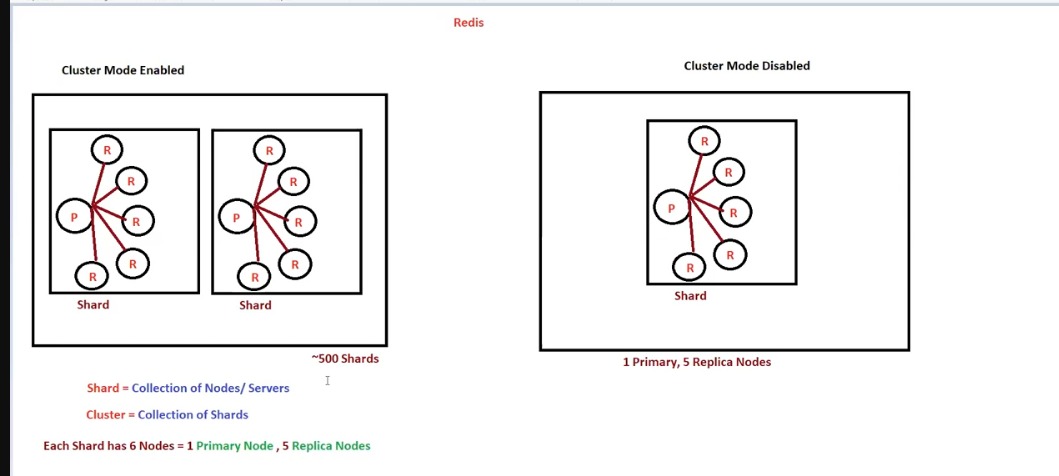 Redis
Cluster Mode Enabled
R
R
P
R
R
R
Shard
R
R
P
R
R
R
Shard
~500 Shards
Shard = Collection of Nodes/ Servers
Cluster = Collection of Shards
Each Shard has 6 Nodes = 1 Primary Node , 5 Replica Nodes
Cluster Mode Disabled
R
R
P
R
R
R
Shard
1 Primary, 5 Replica Nodes